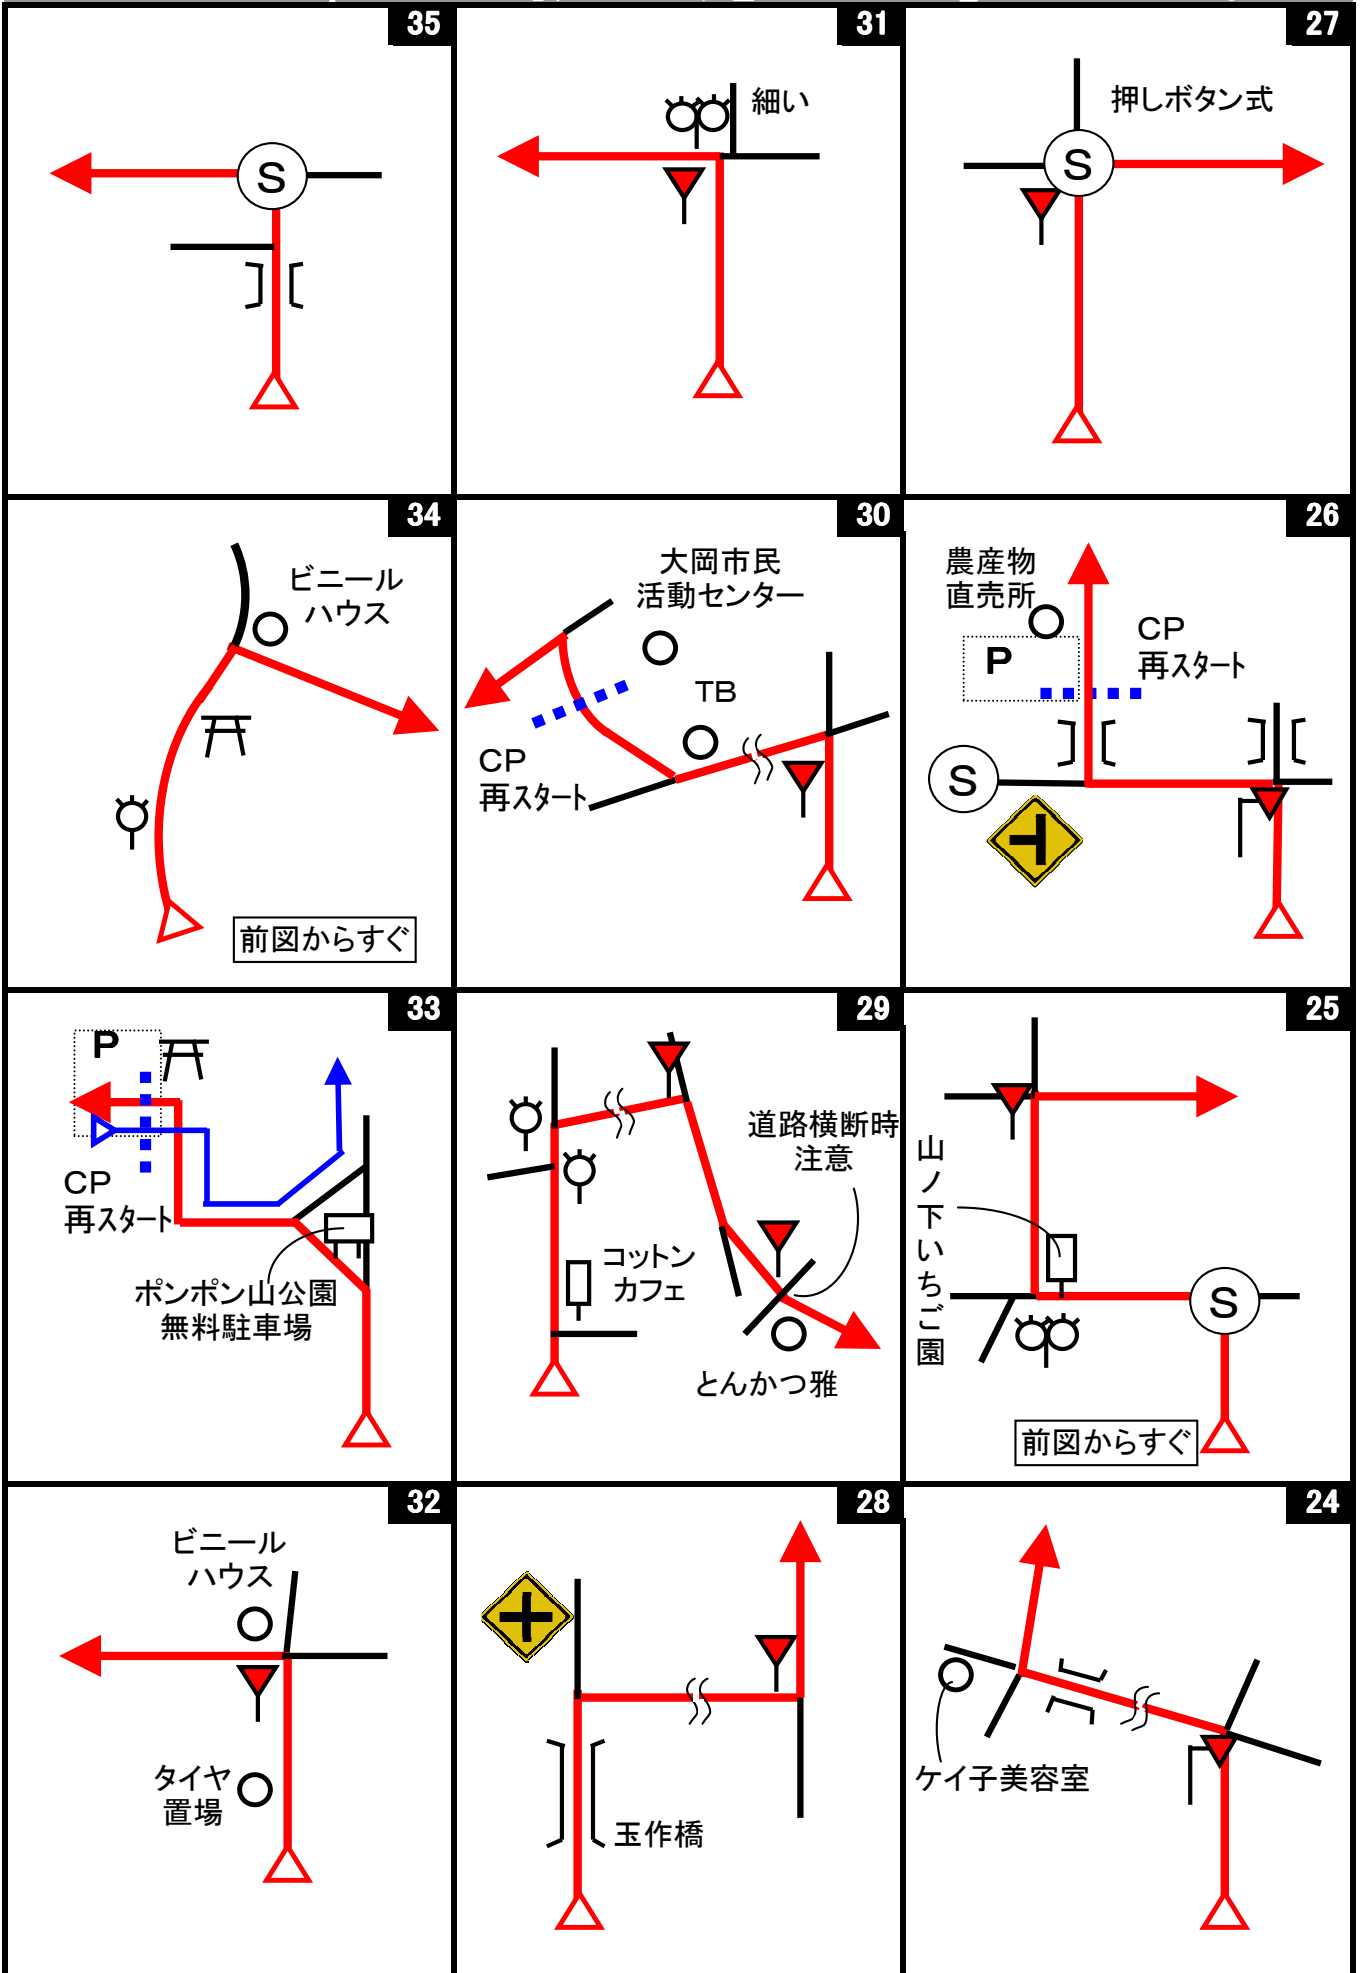 35
S
31
細い
27
押しボタン式
S
34
ビニール
ハウス
前図からすぐ
30
大岡市民
活動センター
TB
CP
再スタート
26
農産物
直売所
P
CP
再スタート
S
33
P
CP
再スタート
ポンポン山公園
無料駐車場
29
道路横断時
注意
コットン
カフェ
とんかつ雅
25
山ノ下いちご園
S
前図からすぐ
32
ビニール
ハウス
タイヤ
置場
28
玉作橋
24
ケイ子美容室